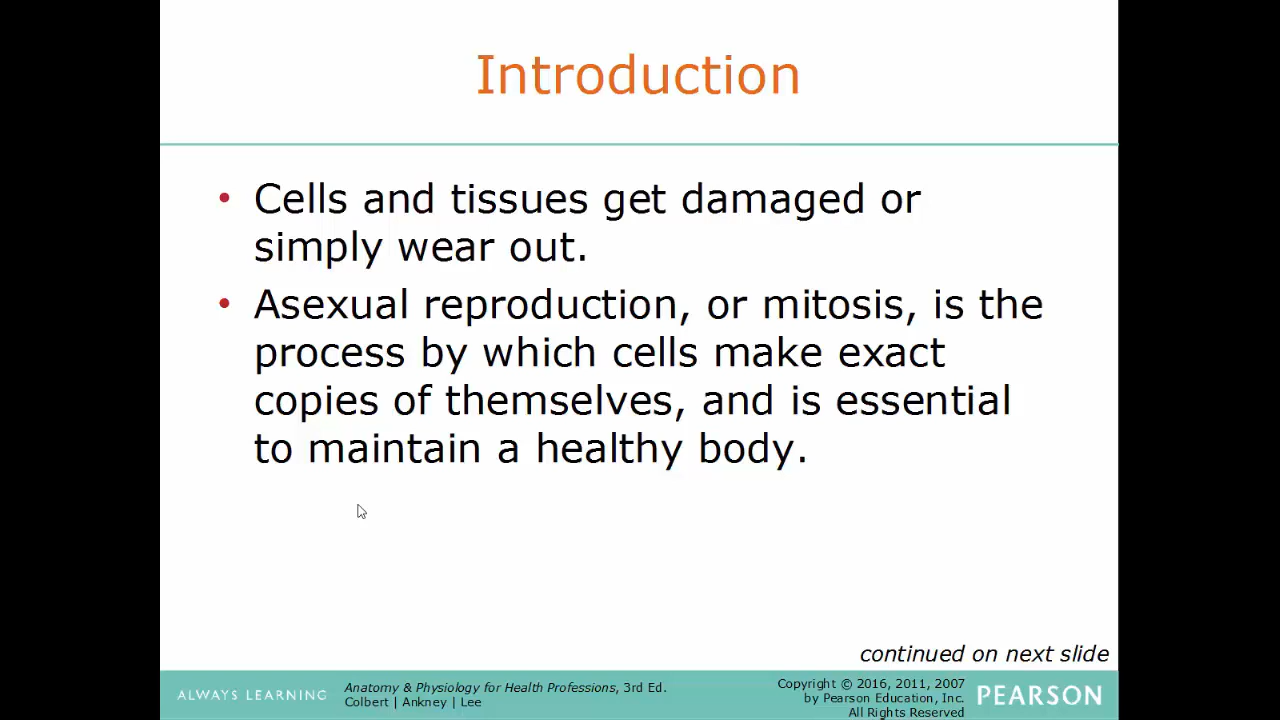 Introduction
• Cells and tissues get damaged or
simply wear out.
• Asexual reproduction, or mitosis, is the
process by which cells make exact
copies of themselves, and is essential
to maintain a healthy body.
continued on next slide
ALWAYS LEARNING
Anatomy & Physiology for Health Professions, 3rd Ed.
Colbert | Ankney | Lee
Copyright © 2016, 2011, 2007
by Pearson Education, Inc.
All Rights Reserved
PEARSON